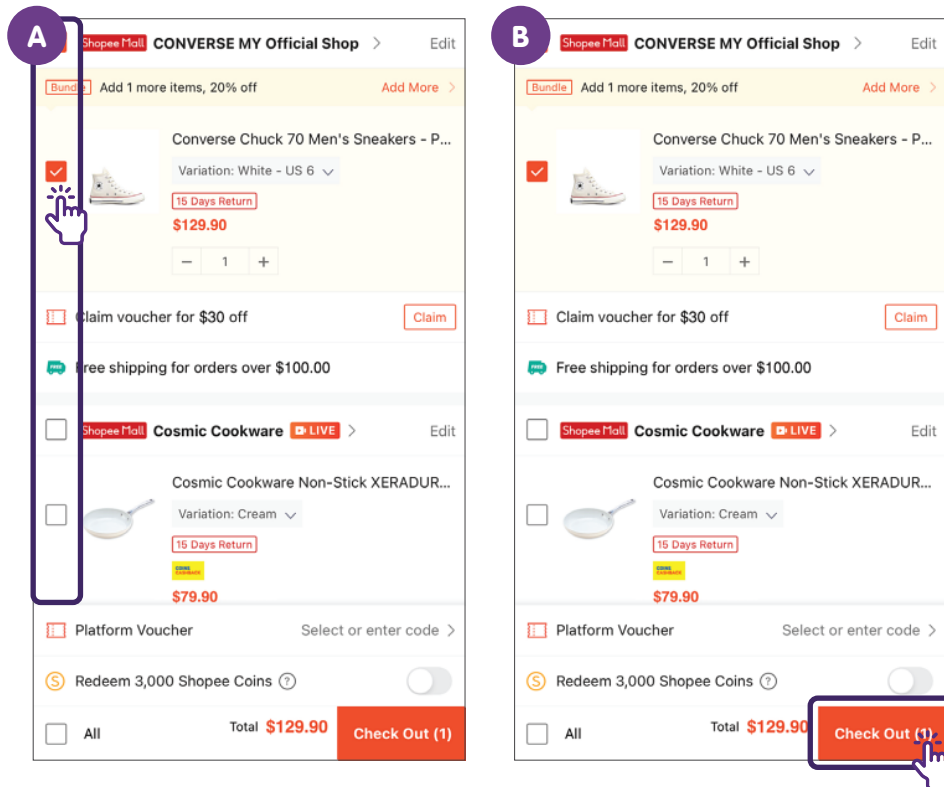 A
Shopee Mall CONVERSE MY Official Shop > Edit
Bundle Add 1 more items, 20% off Add More >
Converse Chuck 70 Men's Sneakers - P...
Variation: White - US 6
15 Days Return
$129.90
− 1 +
Claim voucher for $30 off Claim
FREE Free shipping for orders over $100.00
Shopee Mall Cosmic Cookware LIVE > Edit
Cosmic Cookware Non-Stick XERADUR...
Variation: Cream
15 Days Return
COINS CASHBACK
$79.90
Platform Voucher Select or enter code >
S Redeem 3,000 Shopee Coins ?
All Total $129.90 Check Out (1)
B
Shopee Mall CONVERSE MY Official Shop > Edit
Bundle Add 1 more items, 20% off Add More >
Converse Chuck 70 Men's Sneakers - P...
Variation: White - US 6
15 Days Return
$129.90
− 1 +
Claim voucher for $30 off Claim
FREE Free shipping for orders over $100.00
Shopee Mall Cosmic Cookware LIVE > Edit
Cosmic Cookware Non-Stick XERADUR...
Variation: Cream
15 Days Return
COINS CASHBACK
$79.90
Platform Voucher Select or enter code >
S Redeem 3,000 Shopee Coins ?
All Total $129.90 Check Out (1)